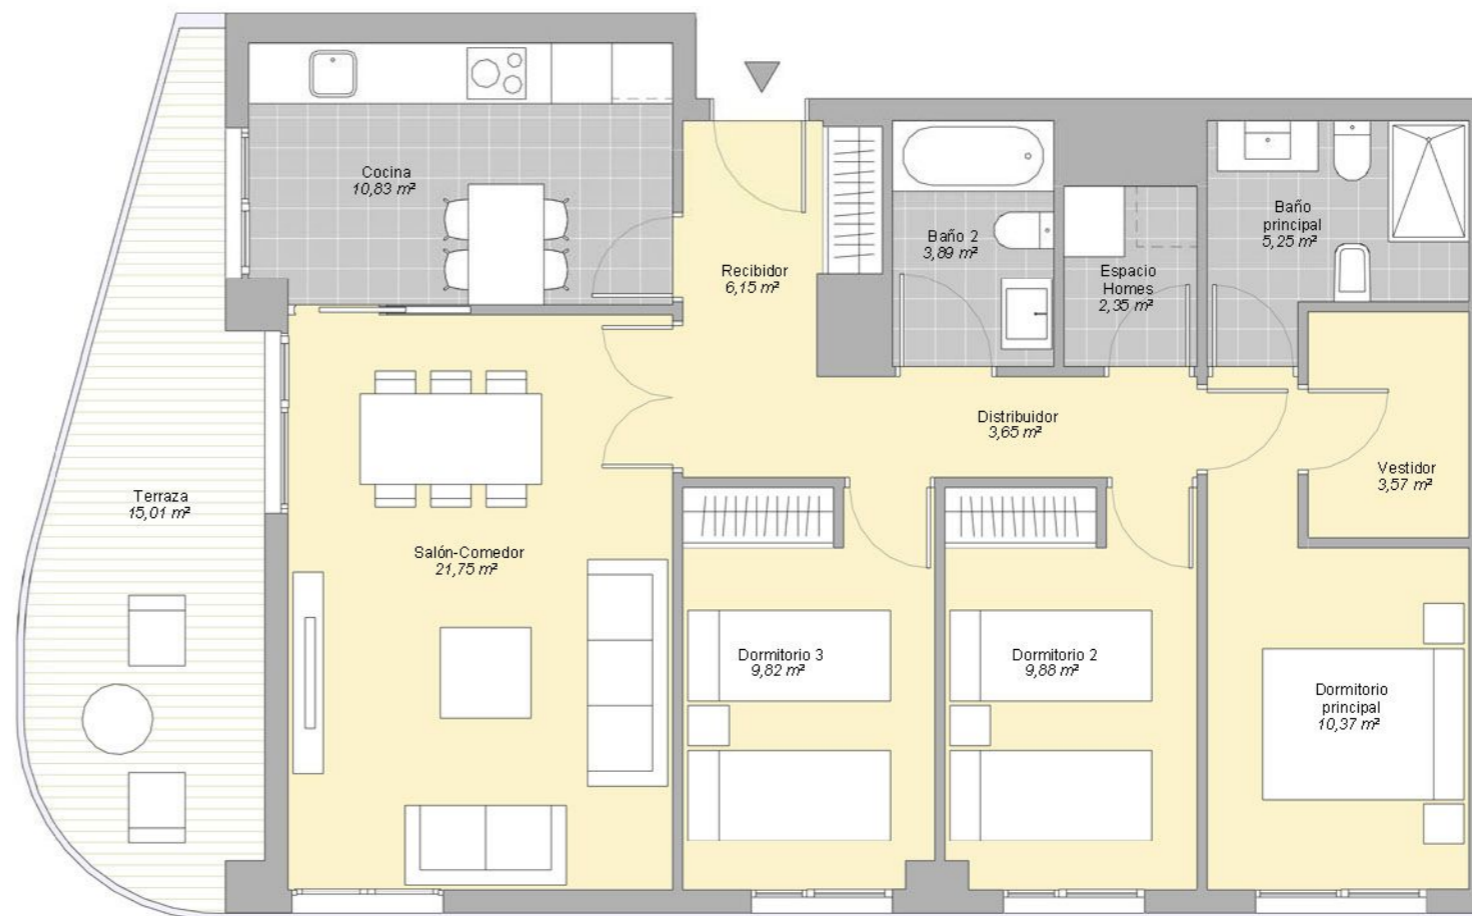 Cocina
10,83 m²
Recibidor
6,15 m²
Baño 2
3,89 m²
Espacio
Homes
2,35 m²
Baño
principal
5,25 m²
Distribuidor
3,65 m²
Vestidor
3,57 m²
Terraza
15,01 m²
Salón-Comedor
21,75 m²
Dormitorio 3
9,82 m²
Dormitorio 2
9,88 m²
Dormitorio
principal
10,37 m²